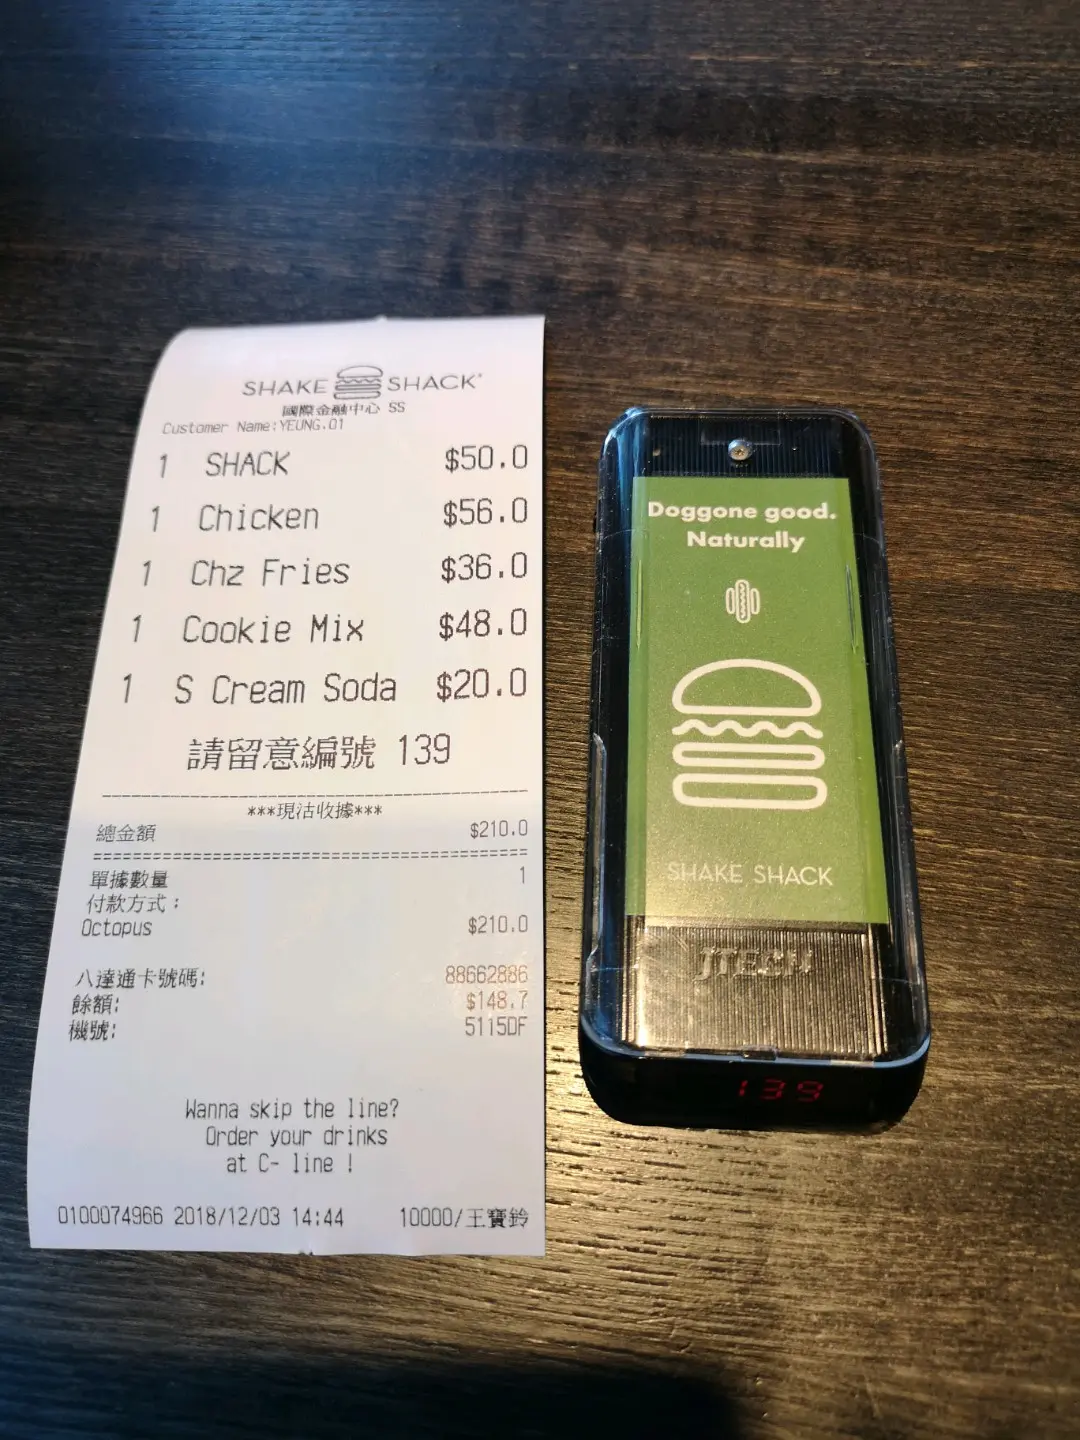 SHAKE SHACK
國際金融中心 SS
Customer Name:YEUNG.01
1 SHACK $50.0
1 Chicken $56.0
1 Chz Fries $36.0
1 Cookie Mix $48.0
1 S Cream Soda $20.0
請留意編號 139
***現沽收據***
總金額 $210.0
單據數量 1
付款方式：
Octopus $210.0
八達通卡號碼: 88662886
餘額: $148.7
機號: 5115DF
Wanna skip the line?
Order your drinks
at C- line !
0100074966 2018/12/03 14:44 10000/王寶鈴
Doggone good.
Naturally
SHAKE SHACK
JTECH
139